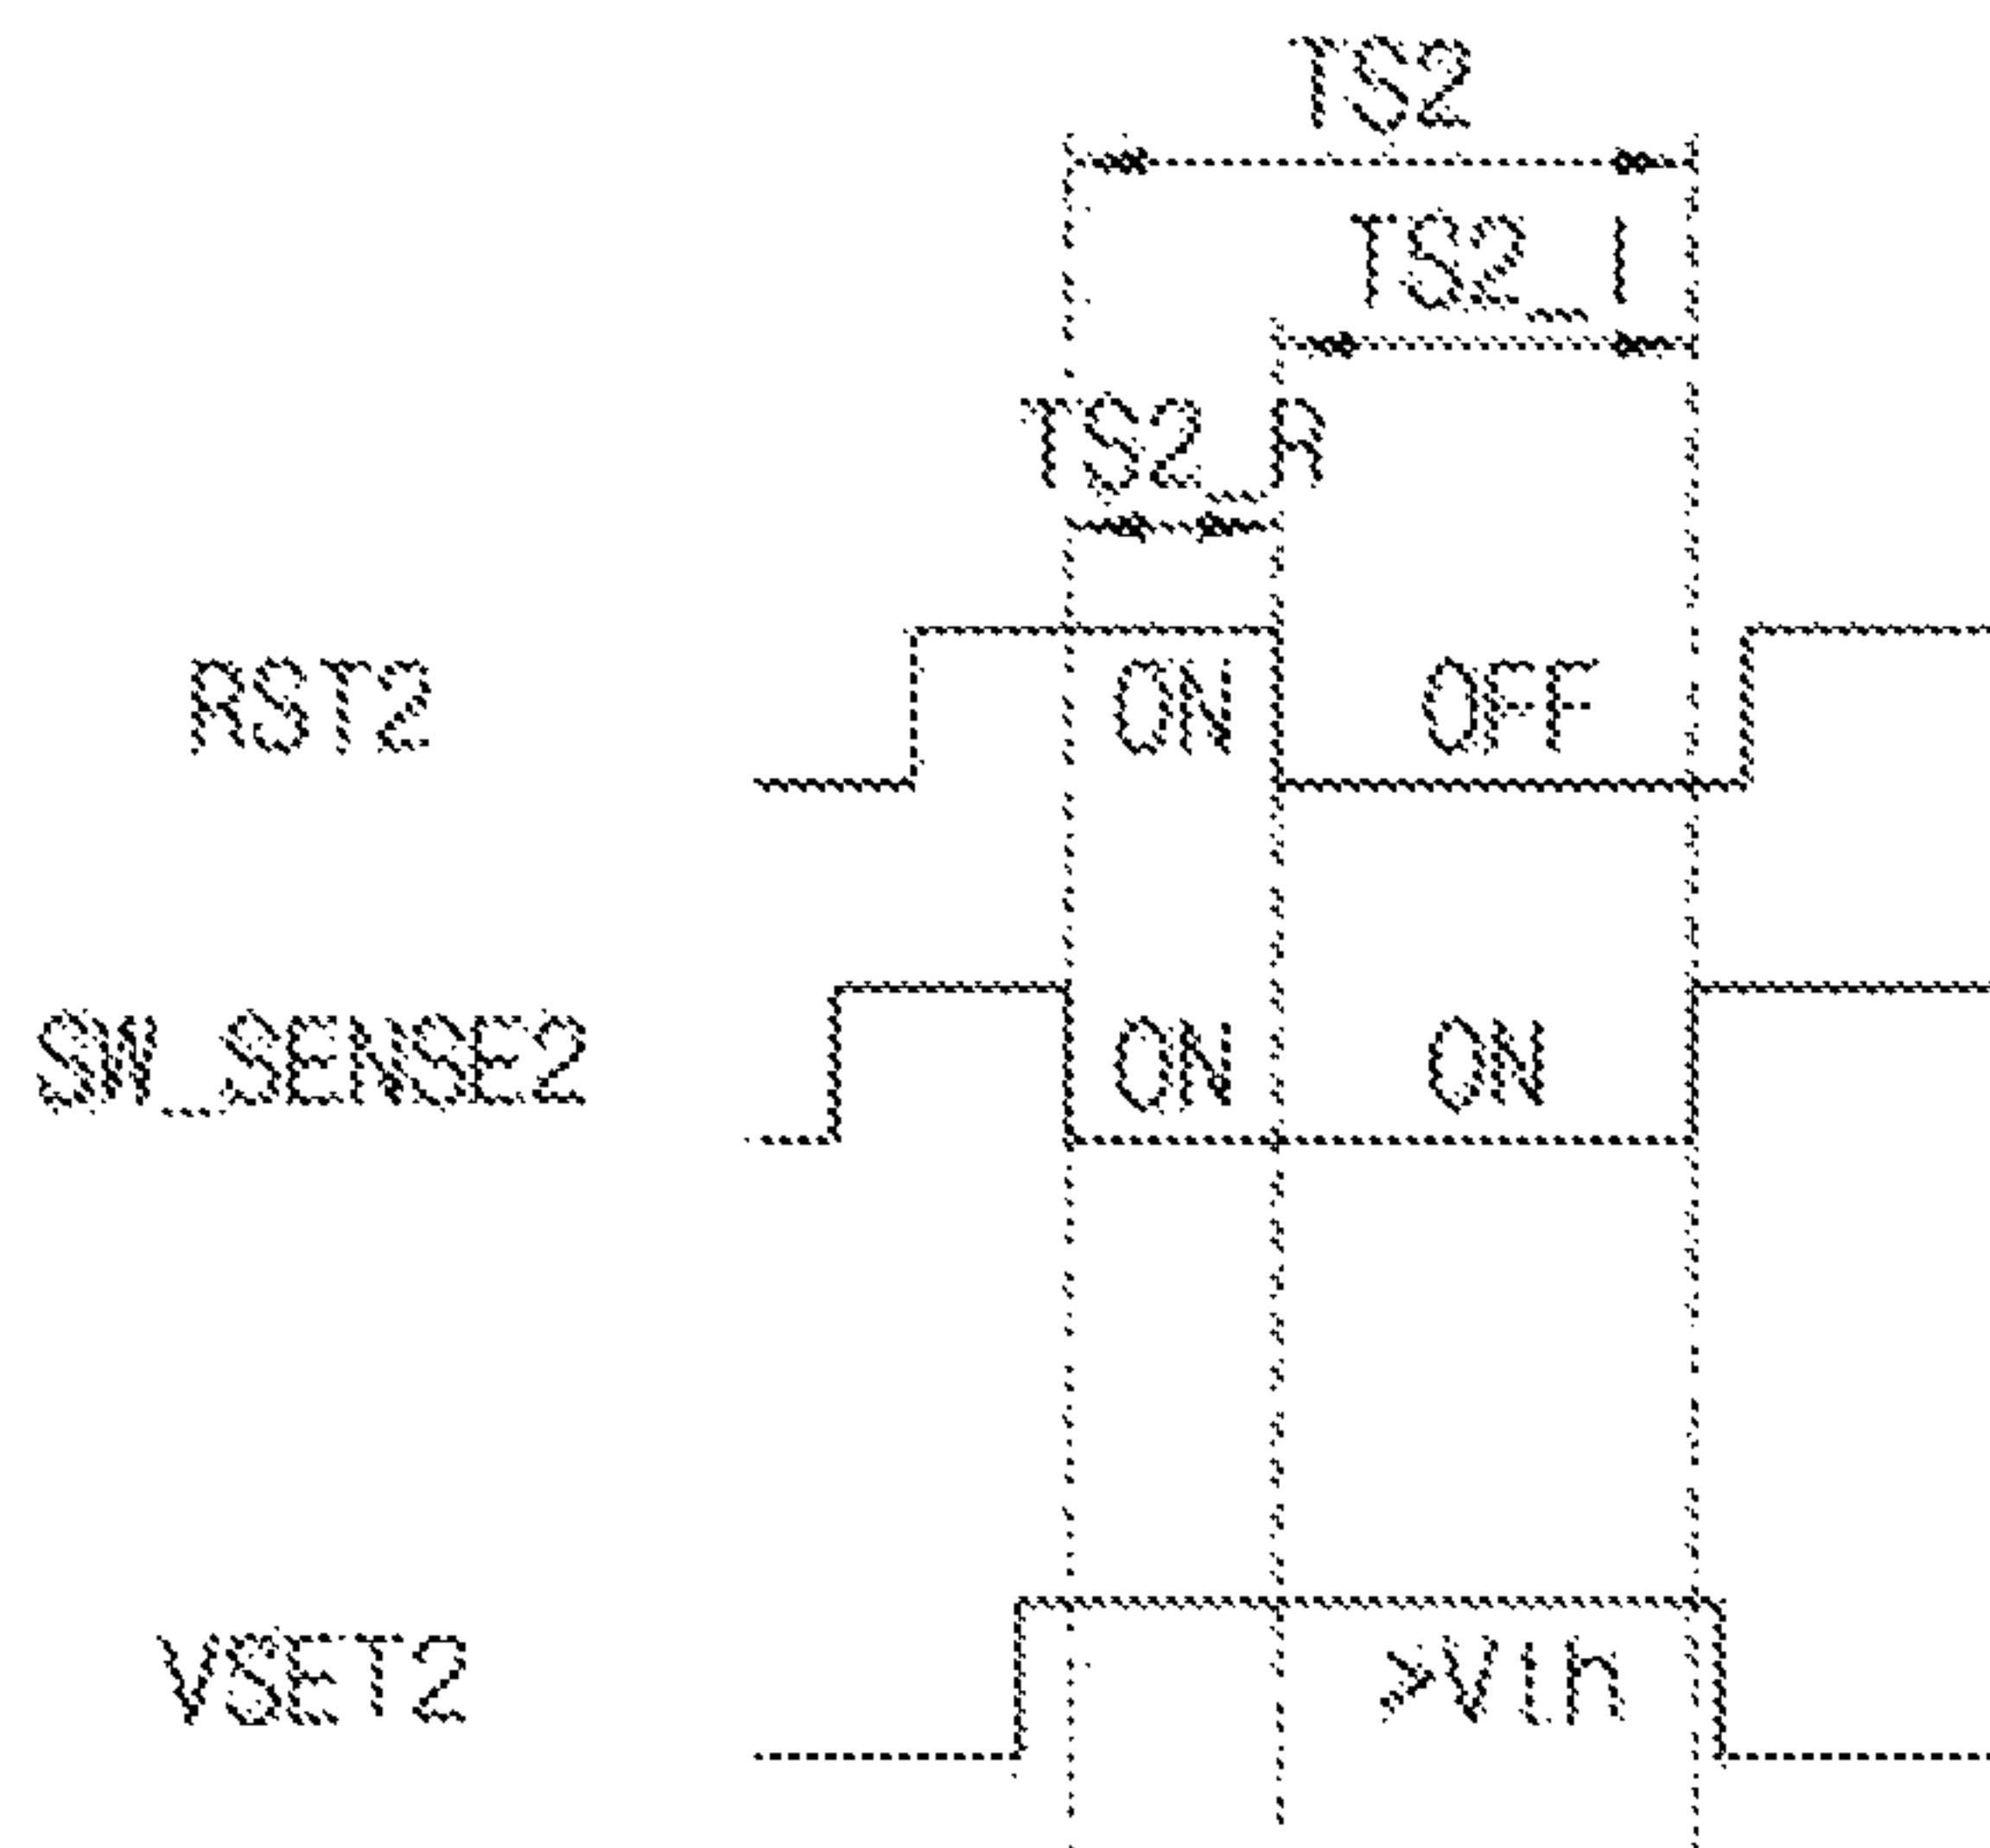 TS2
TS2_I
TS2_R
RST2 ON OFF
SW_SENSE2 ON ON
VSET2 >Vth